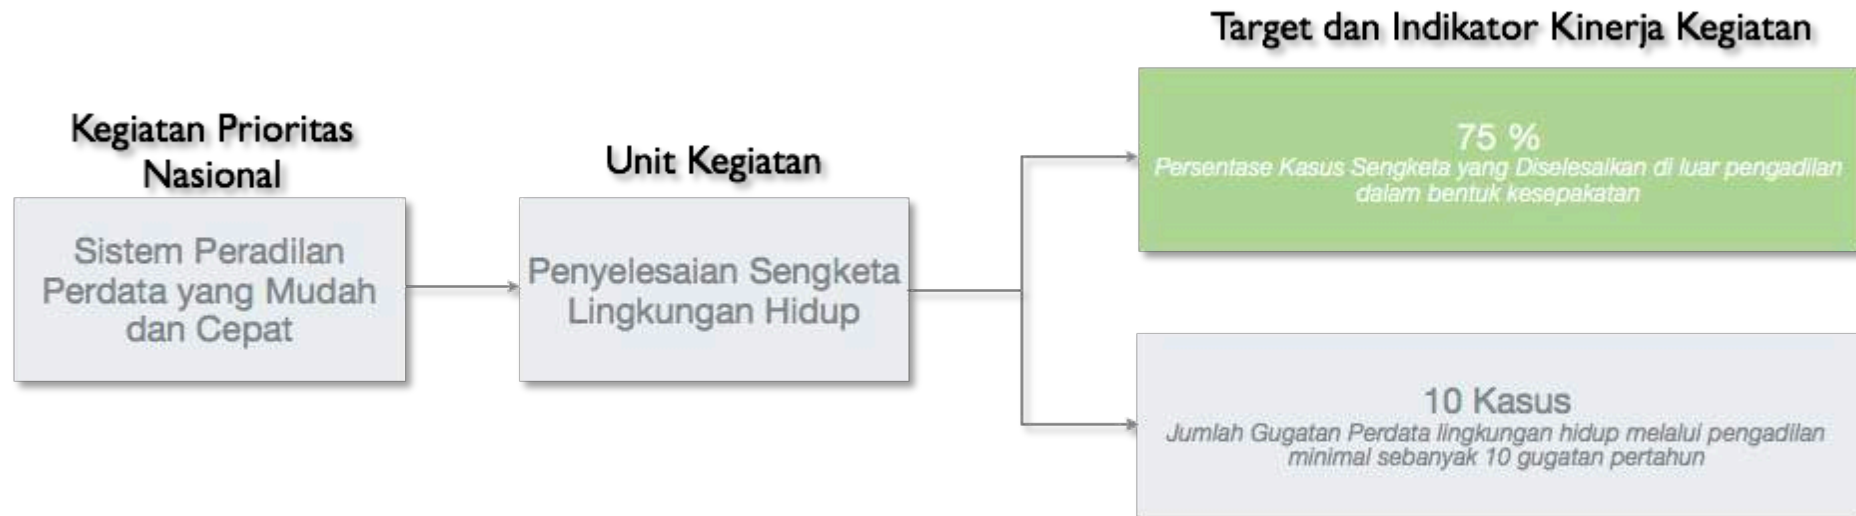 Target dan Indikator Kinerja Kegiatan
Kegiatan Prioritas
Nasional
Unit Kegiatan
Sistem Peradilan
Perdata yang Mudah
dan Cepat
Penyelesaian Sengketa
Lingkungan Hidup
75 %
Persentase Kasus Sengketa yang Diselesaikan di luar pengadilan
dalam bentuk kesepakatan
10 Kasus
Jumlah Gugatan Perdata lingkungan hidup melalui pengadilan
minimal sebanyak 10 gugatan pertahun